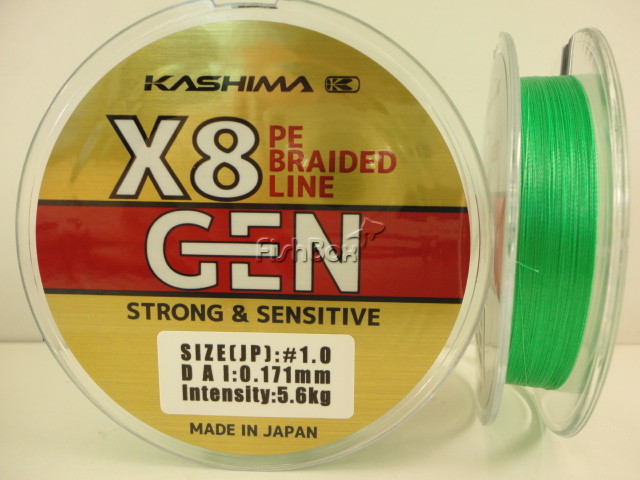 KASHIMA K
X8 PE BRAIDED LINE
GEN
FishBox
STRONG & SENSITIVE
SIZE(JP):#1.0
D A I:0.171mm
Intensity:5.6kg
MADE IN JAPAN